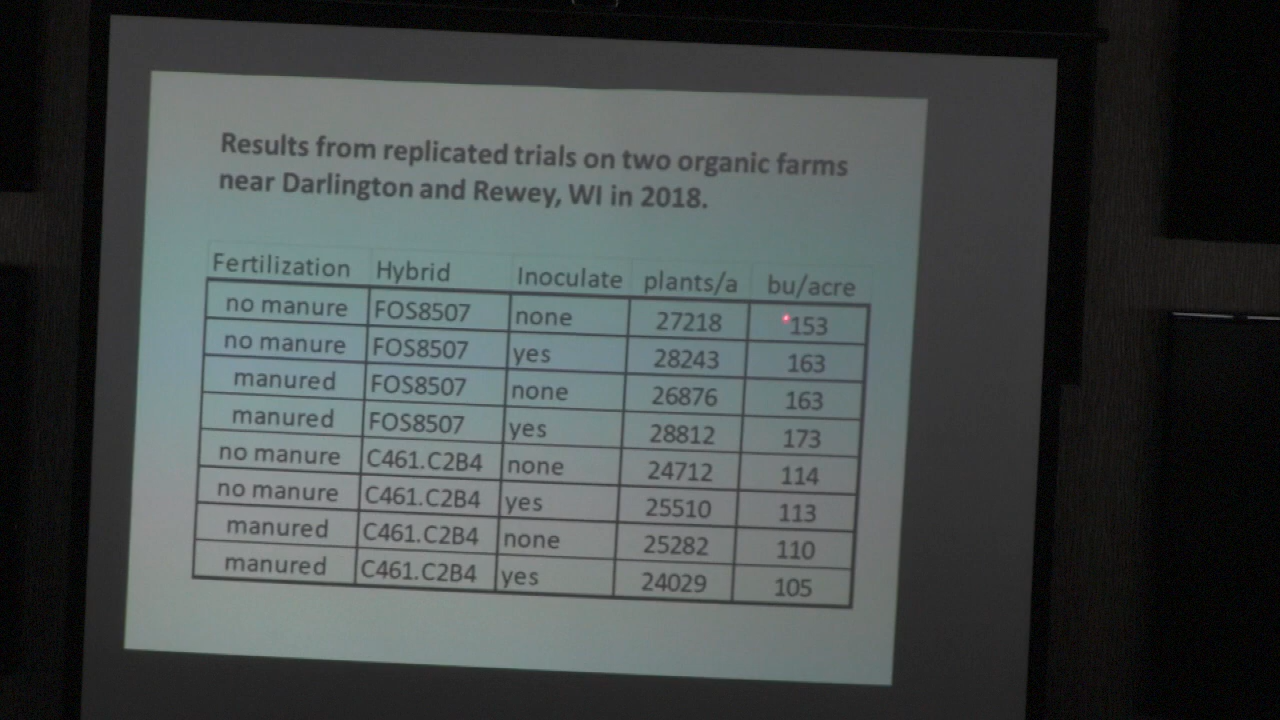 Results from replicated trials on two organic farms
near Darlington and Rewey, WI in 2018.
Fertilization Hybrid Inoculate plants/a bu/acre
no manure FOS8507 none 27218 153
no manure FOS8507 yes 28243 163
manured FOS8507 none 26876 163
manured FOS8507 yes 28812 173
no manure C461.C2B4 none 24712 114
no manure C461.C2B4 yes 25510 113
manured C461.C2B4 none 25282 110
manured C461.C2B4 yes 24029 105